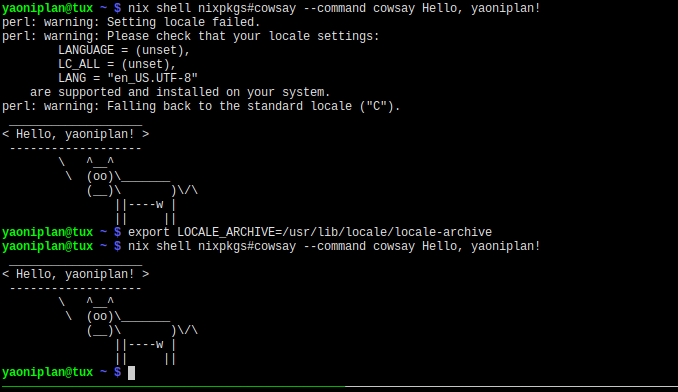 yaoniplan@tux ~ $ nix shell nixpkgs#cowsay --command cowsay Hello, yaoniplan!
perl: warning: Setting locale failed.
perl: warning: Please check that your locale settings:
        LANGUAGE = (unset),
        LC_ALL = (unset),
        LANG = "en_US.UTF-8"
    are supported and installed on your system.
perl: warning: Falling back to the standard locale ("C").
 ___________________
< Hello, yaoniplan! >
 -------------------
        \   ^__^
         \  (oo)\_______
            (__)\       )\/\
                ||----w |
                ||     ||
yaoniplan@tux ~ $ export LOCALE_ARCHIVE=/usr/lib/locale/locale-archive
yaoniplan@tux ~ $ nix shell nixpkgs#cowsay --command cowsay Hello, yaoniplan!
 ___________________
< Hello, yaoniplan! >
 -------------------
        \   ^__^
         \  (oo)\_______
            (__)\       )\/\
                ||----w |
                ||     ||
yaoniplan@tux ~ $